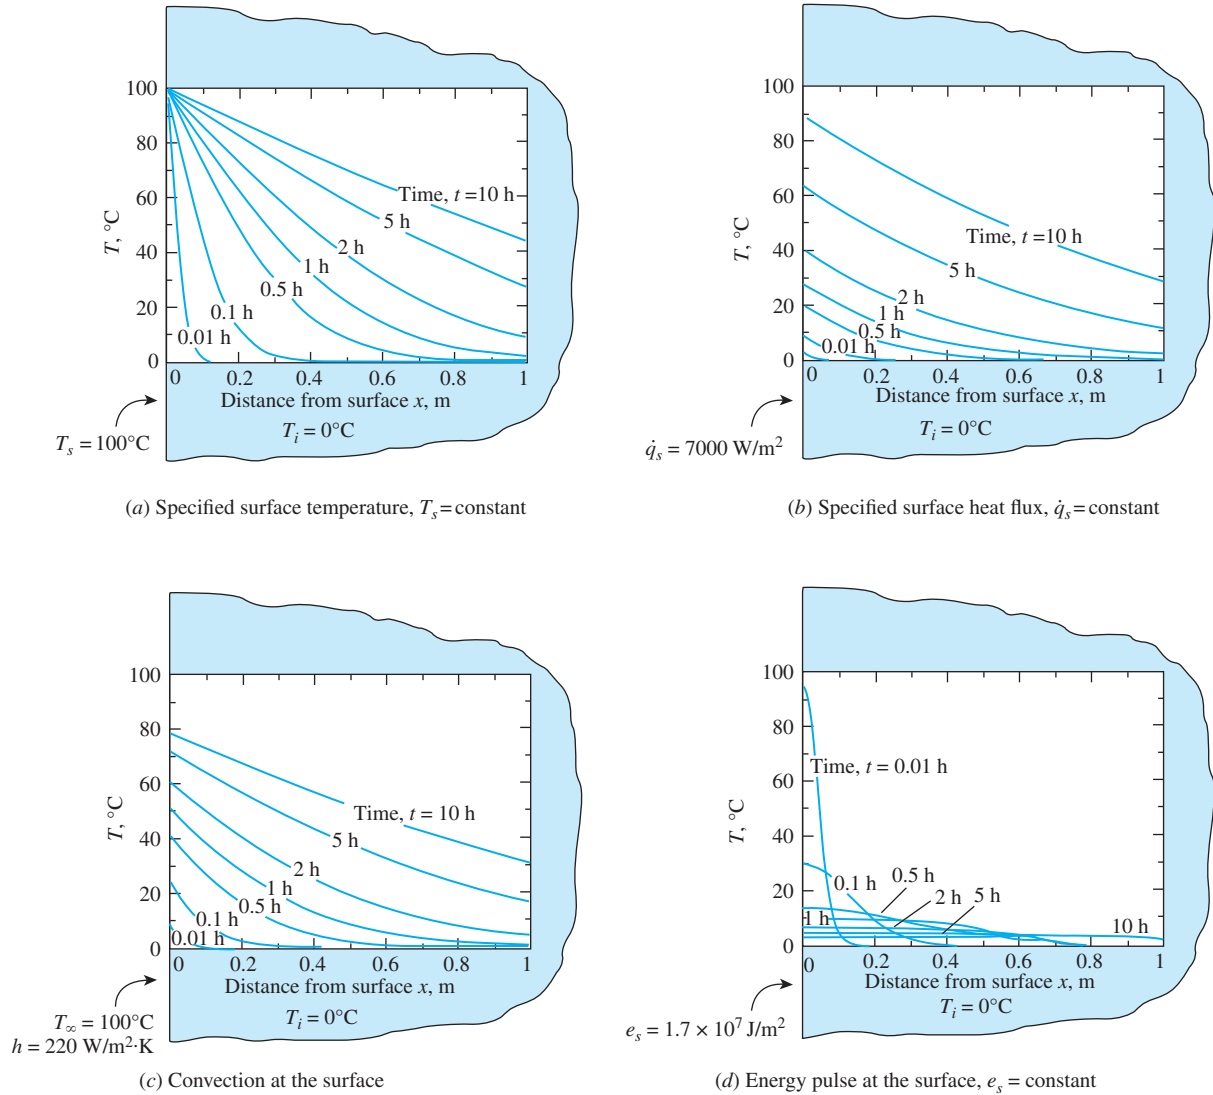 100
80
60
40
20
0
T, °C
Time, t = 10 h
5 h
2 h
1 h
0.5 h
0.1 h
0.01 h
0 0.2 0.4 0.6 0.8 1
Distance from surface x, m
T_i = 0°C
T_s = 100°C
(a) Specified surface temperature, T_s = constant
100
80
60
40
20
0
T, °C
Time, t = 10 h
5 h
2 h
1 h
0.5 h
0.01 h
0 0.2 0.4 0.6 0.8 1
Distance from surface x, m
T_i = 0°C
q̇_s = 7000 W/m²
(b) Specified surface heat flux, q̇_s = constant
100
80
60
40
20
0
T, °C
Time, t = 10 h
5 h
2 h
1 h
0.5 h
0.1 h
0.01 h
0 0.2 0.4 0.6 0.8 1
Distance from surface x, m
T_i = 0°C
T_∞ = 100°C
h = 220 W/m²·K
(c) Convection at the surface
100
80
60
40
20
0
T, °C
Time, t = 0.01 h
0.1 h
0.5 h
2 h
5 h
1 h
10 h
0 0.2 0.4 0.6 0.8 1
Distance from surface x, m
T_i = 0°C
e_s = 1.7 × 10⁷ J/m²
(d) Energy pulse at the surface, e_s = constant